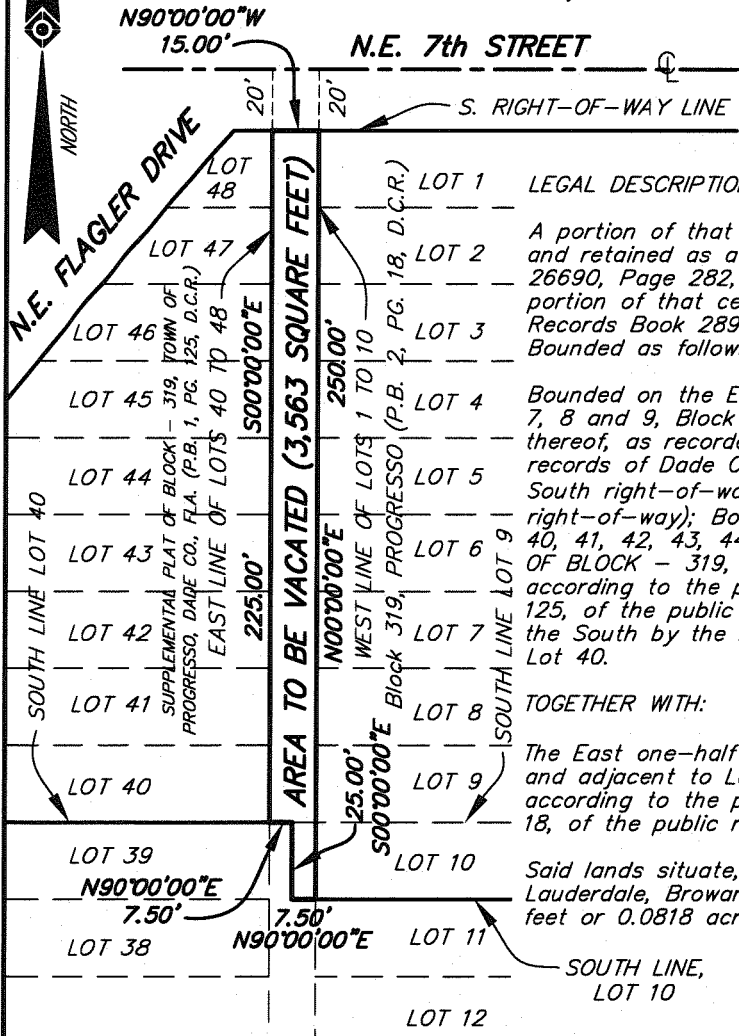 N90°00'00"W
15.00'
N.E. 7th STREET
CL
NORTH
20'
20'
S. RIGHT-OF-WAY LINE
N.E. FLAGLER DRIVE
LOT
48
LOT 47
LOT 46
LOT 45
LOT 44
LOT 43
LOT 42
LOT 41
LOT 40
LOT 39
LOT 38
SOUTH LINE LOT 40
SUPPLEMENTAL PLAT OF BLOCK - 319, TOWN OF
PROGRESSO, DADE CO., FLA. (P.B. 1, PG. 125, D.C.R.)
EAST LINE OF LOTS 40 TO 48
S00°00'00"E
225.00'
AREA TO BE VACATED (3,563 SQUARE FEET)
250.00'
N00°00'00"E
WEST LINE OF LOTS 1 TO 10
Block 319, PROGRESSO (P.B. 2, PG. 18, D.C.R.)
LOT 1
LOT 2
LOT 3
LOT 4
LOT 5
LOT 6
LOT 7
LOT 8
LOT 9
LOT 10
LOT 11
LOT 12
SOUTH LINE LOT 9
25.00'
S00°00'00"E
N90°00'00"E
7.50'
7.50'
N90°00'00"E
SOUTH LINE,
LOT 10
LEGAL DESCRIPTION
A portion of that
and retained as a
26690, Page 282,
portion of that ce
Records Book 289
Bounded as follow
Bounded on the E
7, 8 and 9, Block
thereof, as recorde
records of Dade C
South right-of-wa
right-of-way); Bo
40, 41, 42, 43, 44
OF BLOCK - 319,
according to the p
125, of the public
the South by the
Lot 40.
TOGETHER WITH:
The East one-half
and adjacent to L
according to the p
18, of the public r
Said lands situate,
Lauderdale, Browar
feet or 0.0818 acr